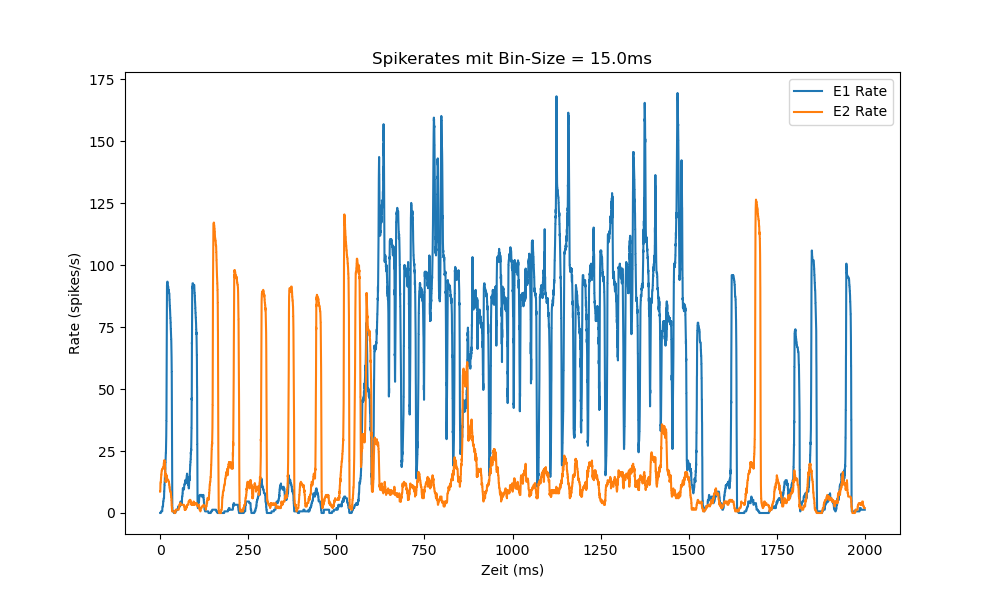 Spikerates mit Bin-Size = 15.0ms
E1 Rate
E2 Rate
175
150
125
100
75
50
25
0
Rate (spikes/s)
0 250 500 750 1000 1250 1500 1750 2000
Zeit (ms)